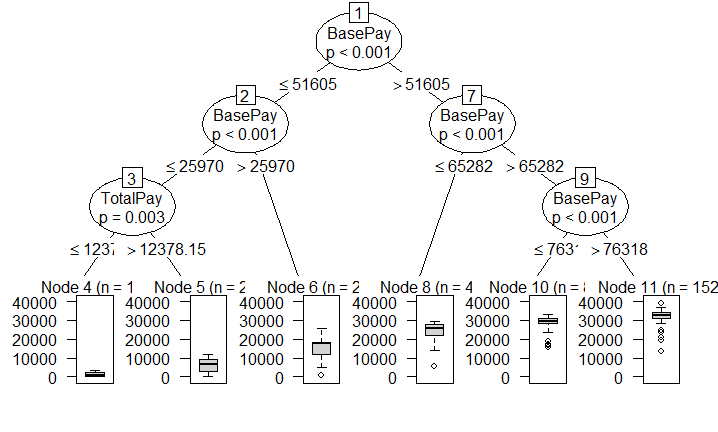 1
BasePay
p < 0.001
≤ 51605
> 51605
2
BasePay
p < 0.001
7
BasePay
p < 0.001
≤ 25970
> 25970
≤ 65282
> 65282
3
TotalPay
p = 0.003
9
BasePay
p < 0.001
≤ 1237
> 12378.15
≤ 7631
> 76318
Node 4 (n = 1
40000
30000
20000
10000
0
Node 5 (n = 2
40000
30000
20000
10000
0
Node 6 (n = 2
40000
30000
20000
10000
0
Node 8 (n = 4
40000
30000
20000
10000
0
Node 10 (n =
40000
30000
20000
10000
0
Node 11 (n = 152
40000
30000
20000
10000
0